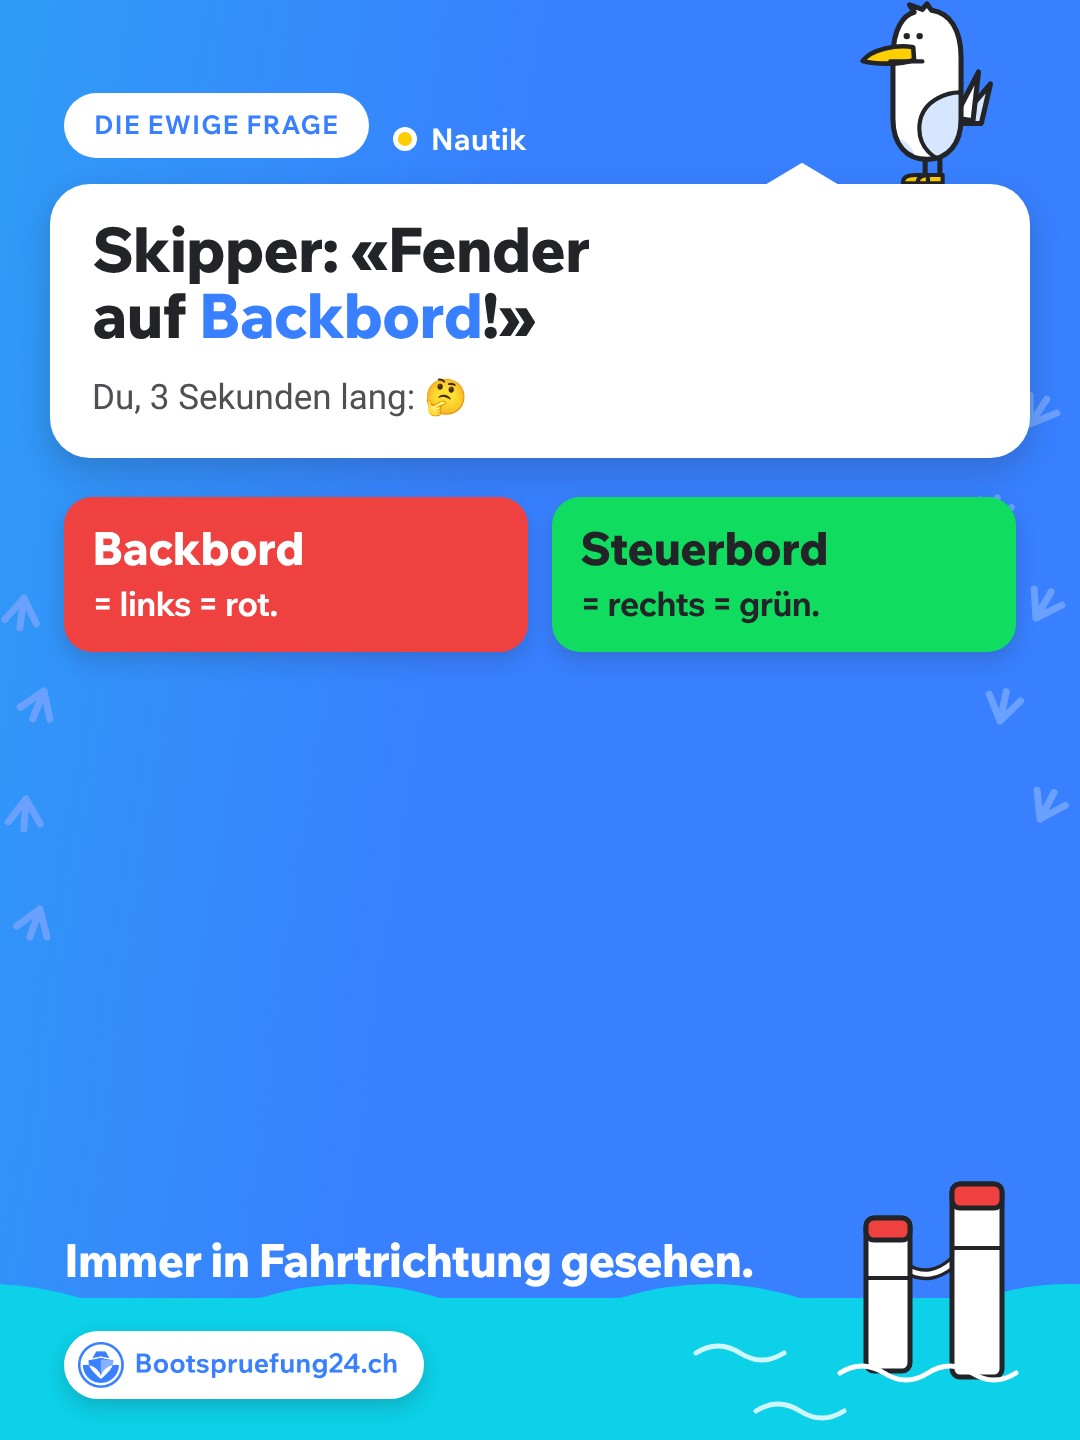 DIE EWIGE FRAGE
Nautik
Skipper: «Fender
auf Backbord!»
Du, 3 Sekunden lang: 🤔
Backbord
= links = rot.
Steuerbord
= rechts = grün.
Immer in Fahrtrichtung gesehen.
Bootspruefung24.ch